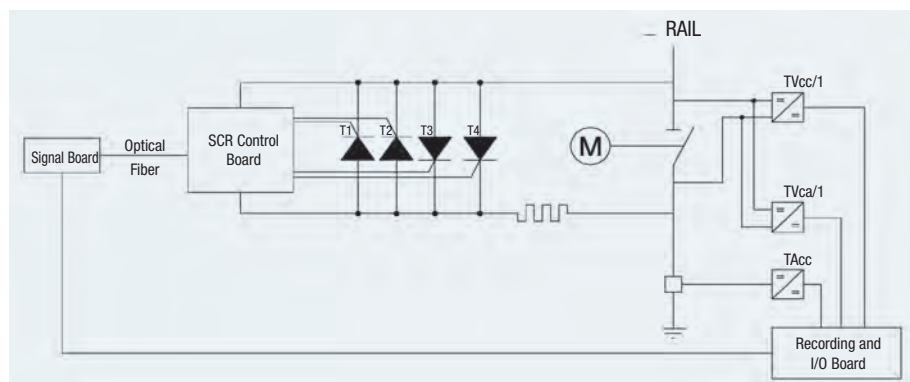 RAIL
TVcc/1
T1 T2 T3 T4
SCR Control
Board
Signal Board
Optical
Fiber
M
TVca/1
TAcc
Recording and
I/O Board